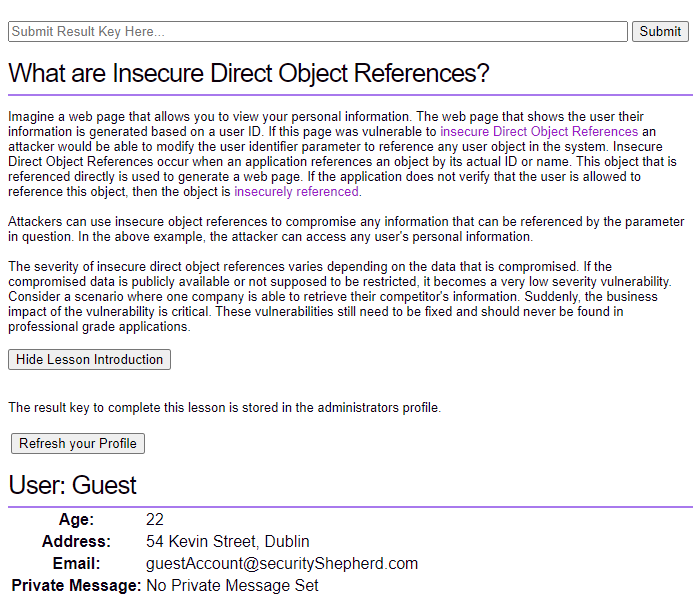 Submit Result Key Here...
Submit
What are Insecure Direct Object References?
Imagine a web page that allows you to view your personal information. The web page that shows the user their
information is generated based on a user ID. If this page was vulnerable to insecure Direct Object References an
attacker would be able to modify the user identifier parameter to reference any user object in the system. Insecure
Direct Object References occur when an application references an object by its actual ID or name. This object that is
referenced directly is used to generate a web page. If the application does not verify that the user is allowed to
reference this object, then the object is insecurely referenced.
Attackers can use insecure object references to compromise any information that can be referenced by the parameter
in question. In the above example, the attacker can access any user's personal information.
The severity of insecure direct object references varies depending on the data that is compromised. If the
compromised data is publicly available or not supposed to be restricted, it becomes a very low severity vulnerability.
Consider a scenario where one company is able to retrieve their competitor's information. Suddenly, the business
impact of the vulnerability is critical. These vulnerabilities still need to be fixed and should never be found in
professional grade applications.
Hide Lesson Introduction
The result key to complete this lesson is stored in the administrators profile.
Refresh your Profile
User: Guest
Age: 22
Address: 54 Kevin Street, Dublin
Email: guestAccount@securityShepherd.com
Private Message: No Private Message Set